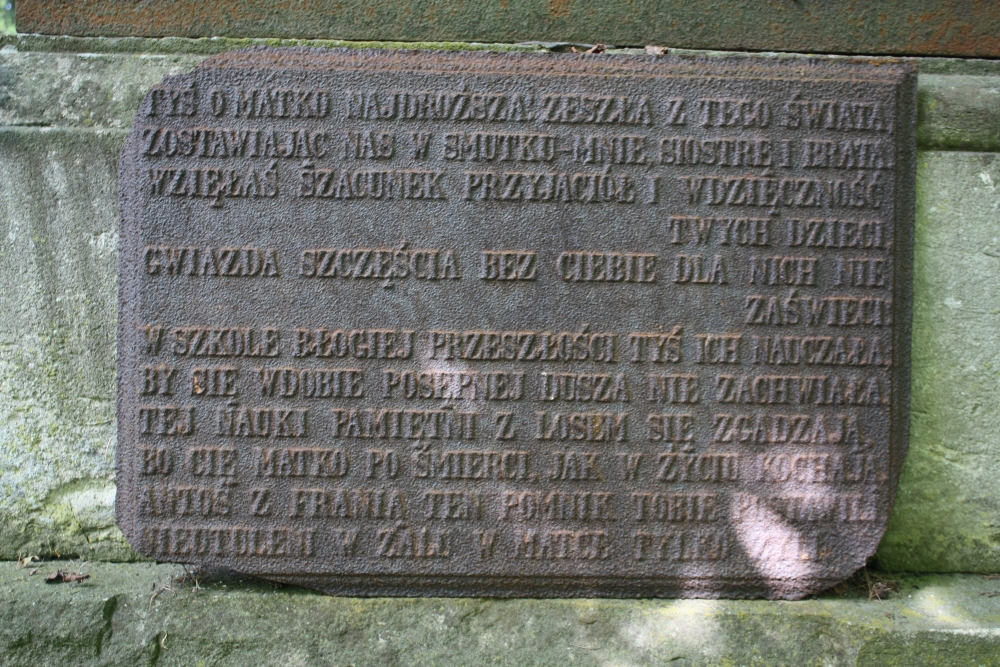 TYŚ O MATKO NAJDROŻSZA! ZESZŁA Z TEGO ŚWIATA
ZOSTAWIAJĄC NAS W SMUTKU-MNIE, SIOSTRĘ I BRATA.
WZIĘŁAŚ SZACUNEK PRZYJACIÓŁ I WDZIĘCZNOŚĆ
TWYCH DZIECI,
GWIAZDA SZCZĘŚCIA BEZ CIEBIE DLA NICH NIE
ZAŚWIECI.
W SZKOLE BŁOGIEJ PRZESZŁOŚCI TYŚ ICH NAUCZAŁA,
BY SIĘ WDOBIE POSĘPNEJ DUSZA NIE ZACHWIAŁA.
TEJ NAUKI PAMIĘTNI Z LOSEM SIĘ ZGADZAJĄ,
BO CIĘ MATKO PO ŚMIERCI, JAK W ŻYCIU KOCHAJĄ.
ANTOŚ Z FRANIĄ TEN POMNIK TOBIE
NIEUTULENI W ŻALU W MATCE TYLKO ŻYLI.